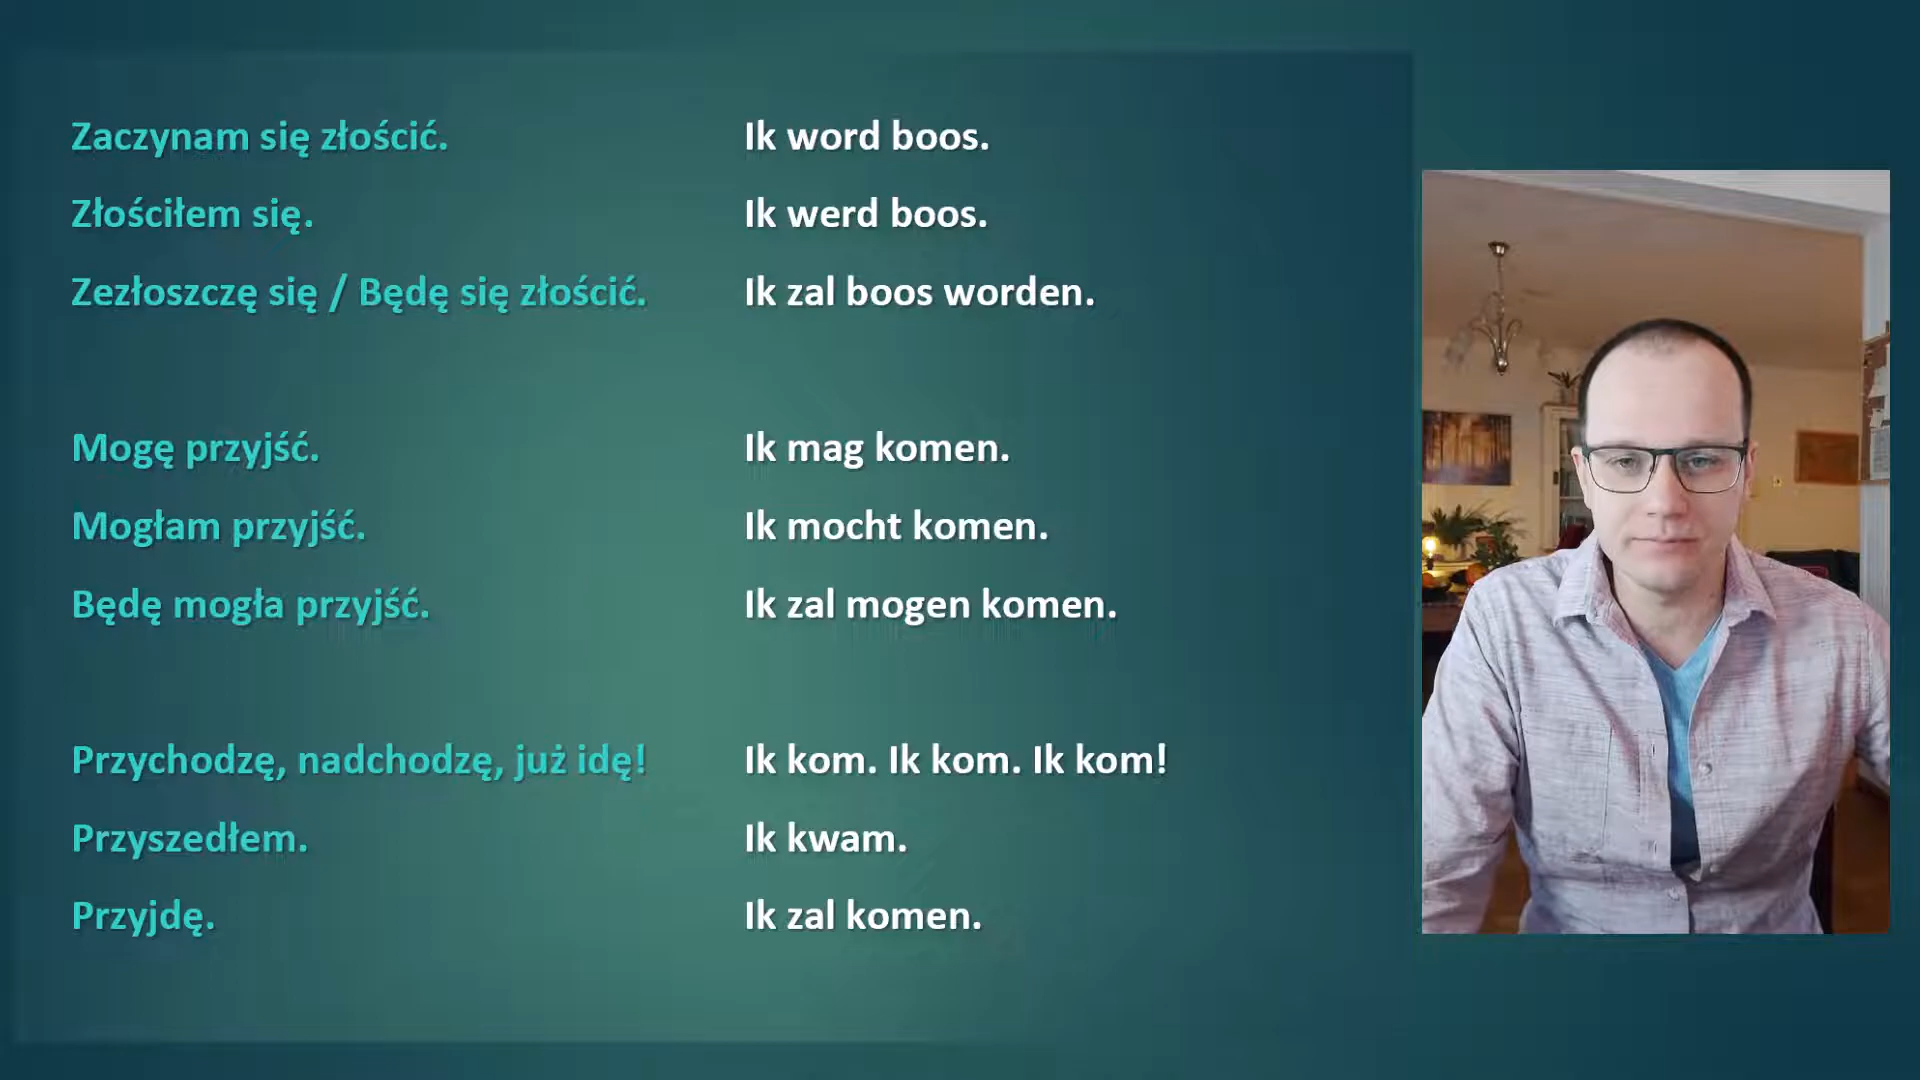 Zaczynam się złościć. Ik word boos.
Złościłem się. Ik werd boos.
Zezłoszczę się / Będę się złościć. Ik zal boos worden.
Mogę przyjść. Ik mag komen.
Mogłam przyjść. Ik mocht komen.
Będę mogła przyjść. Ik zal mogen komen.
Przychodzę, nadchodzę, już idę! Ik kom. Ik kom. Ik kom!
Przyszedłem. Ik kwam.
Przyjdę. Ik zal komen.